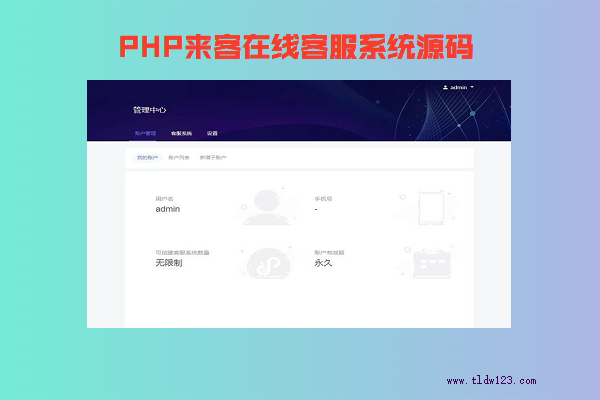 PHP来客在线客服系统源码
admin
管理中心
账户管理 客服系统 设置
我的账户 账户列表 新增子账户
用户名 手机号
admin -
可创建客服系统数量 账户有效期
无限制 永久
www.tldw123.com